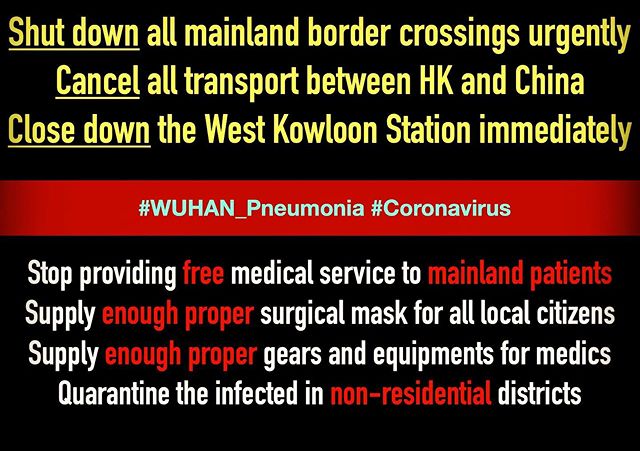 Shut down all mainland border crossings urgently
Cancel all transport between HK and China
Close down the West Kowloon Station immediately
#WUHAN_Pneumonia #Coronavirus
Stop providing free medical service to mainland patients
Supply enough proper surgical mask for all local citizens
Supply enough proper gears and equipments for medics
Quarantine the infected in non-residential districts